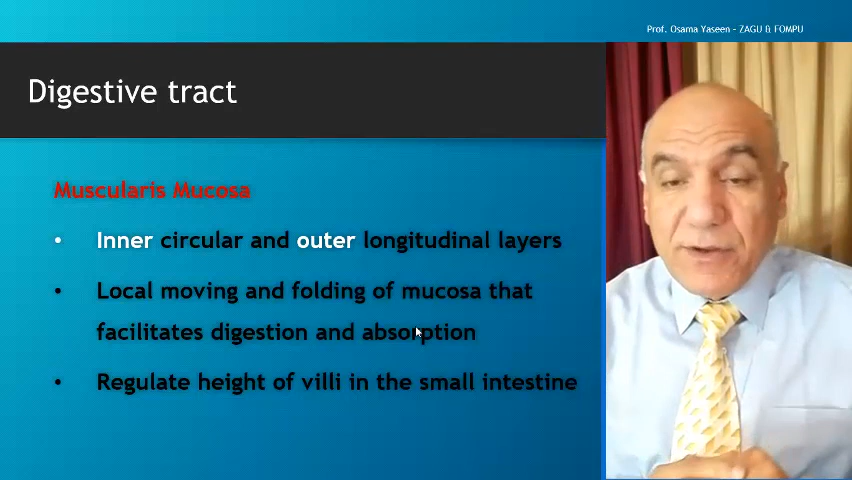 Prof. Osama Yaseen – ZAGU & FOMPU
Digestive tract
Muscularis Mucosa
• Inner circular and outer longitudinal layers
• Local moving and folding of mucosa that
facilitates digestion and absorption
• Regulate height of villi in the small intestine